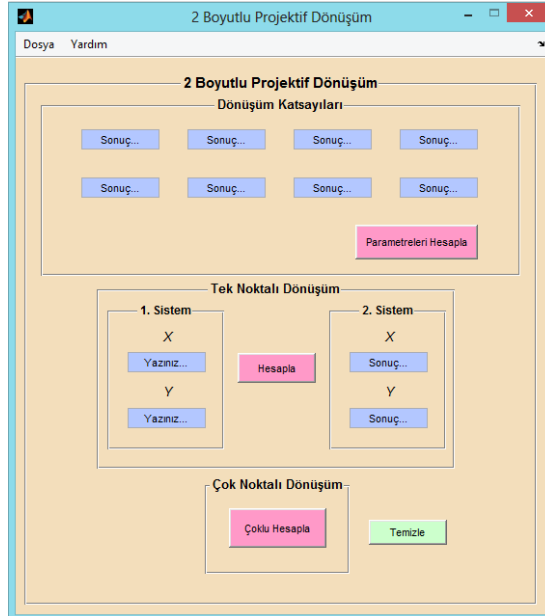 2 Boyutlu Projektif Dönüşüm
Dosya Yardım
2 Boyutlu Projektif Dönüşüm
Dönüşüm Katsayıları
Sonuç... Sonuç... Sonuç... Sonuç...
Sonuç... Sonuç... Sonuç... Sonuç...
Parametreleri Hesapla
Tek Noktalı Dönüşüm
1. Sistem 2. Sistem
X X
Yazınız... Hesapla Sonuç...
Y Y
Yazınız... Sonuç...
Çok Noktalı Dönüşüm
Çoklu Hesapla Temizle